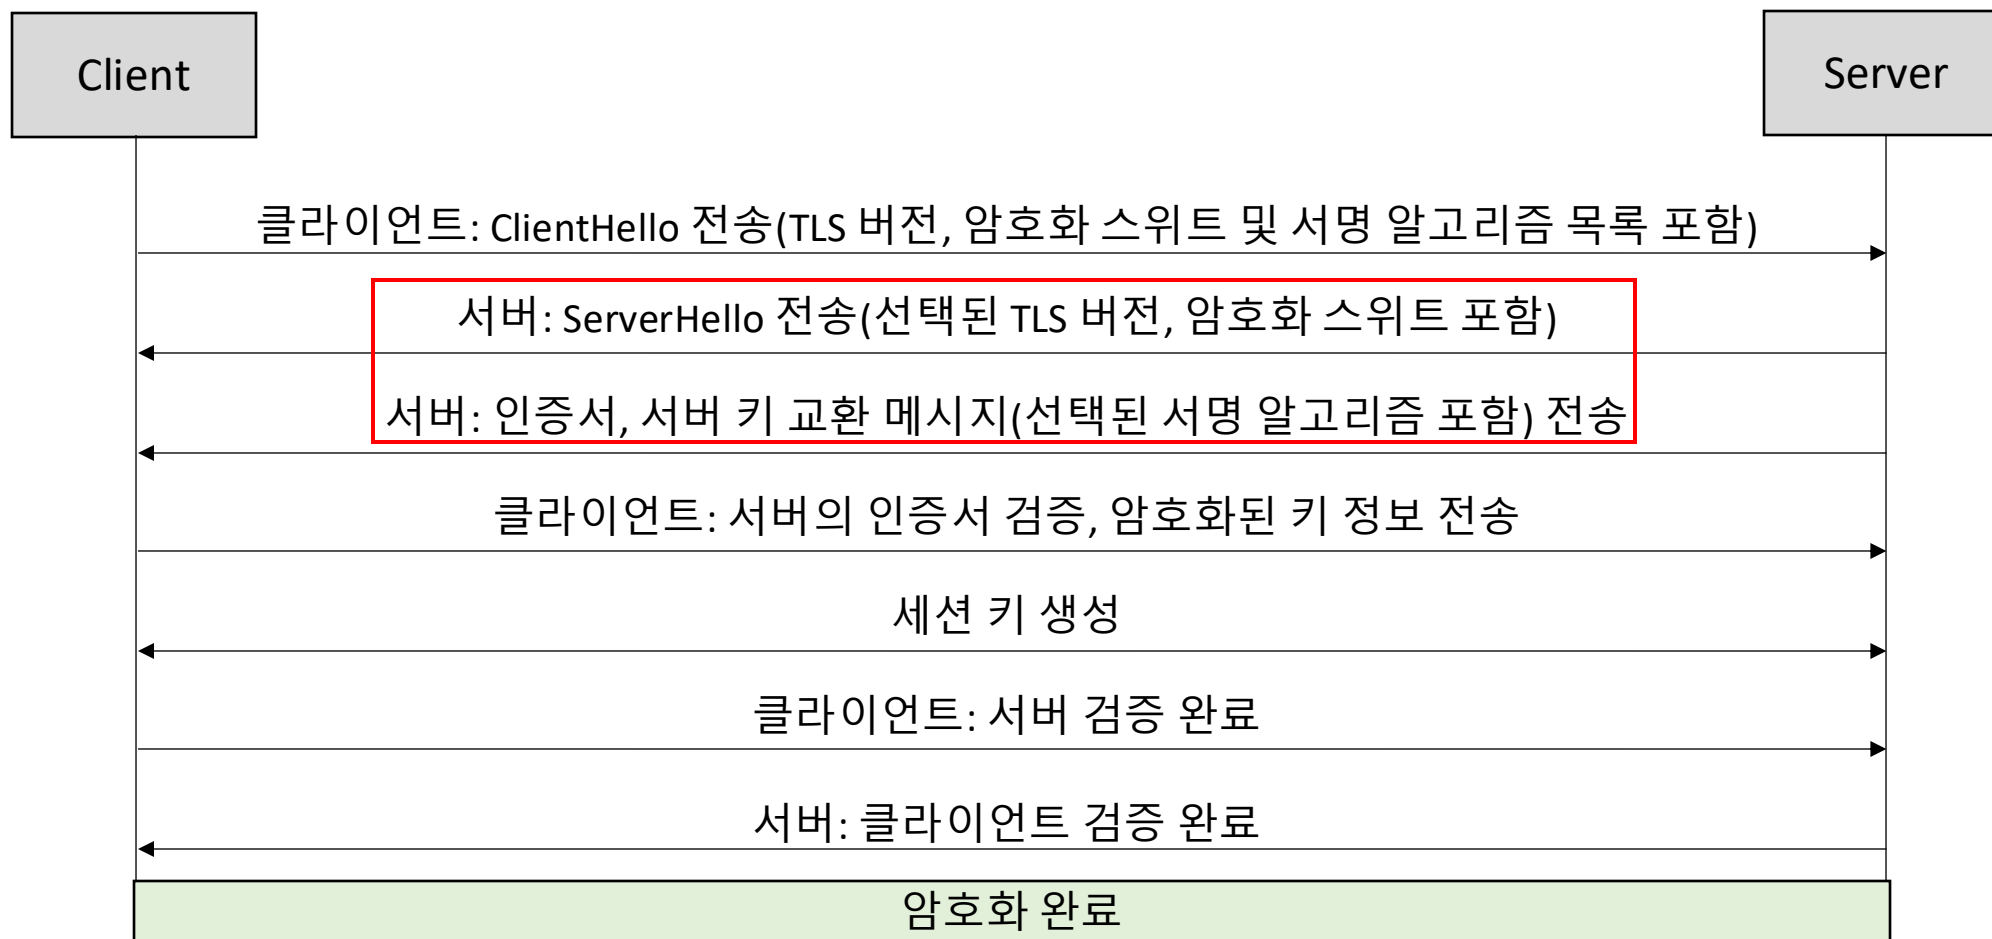 Client
Server
클라이언트: ClientHello 전송(TLS 버전, 암호화 스위트 및 서명 알고리즘 목록 포함)
서버: ServerHello 전송(선택된 TLS 버전, 암호화 스위트 포함)
서버: 인증서, 서버 키 교환 메시지(선택된 서명 알고리즘 포함) 전송
클라이언트: 서버의 인증서 검증, 암호화된 키 정보 전송
세션 키 생성
클라이언트: 서버 검증 완료
서버: 클라이언트 검증 완료
암호화 완료